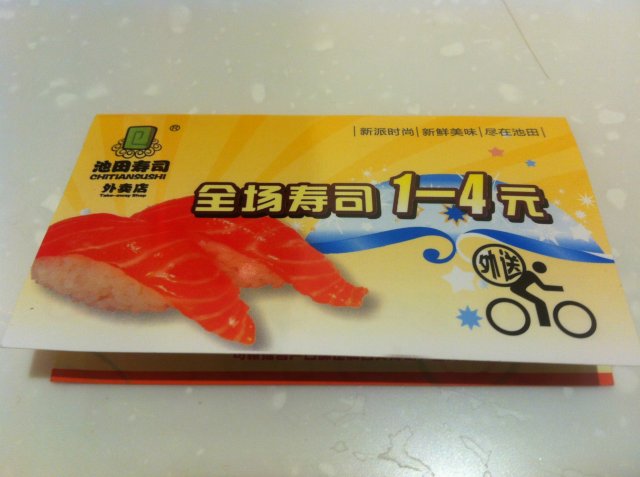 ®
池田寿司
CHITIANSUSHI
外卖店
Take-away Shop
|新派时尚|新鲜美味|尽在池田|
全场寿司1-4元
外送